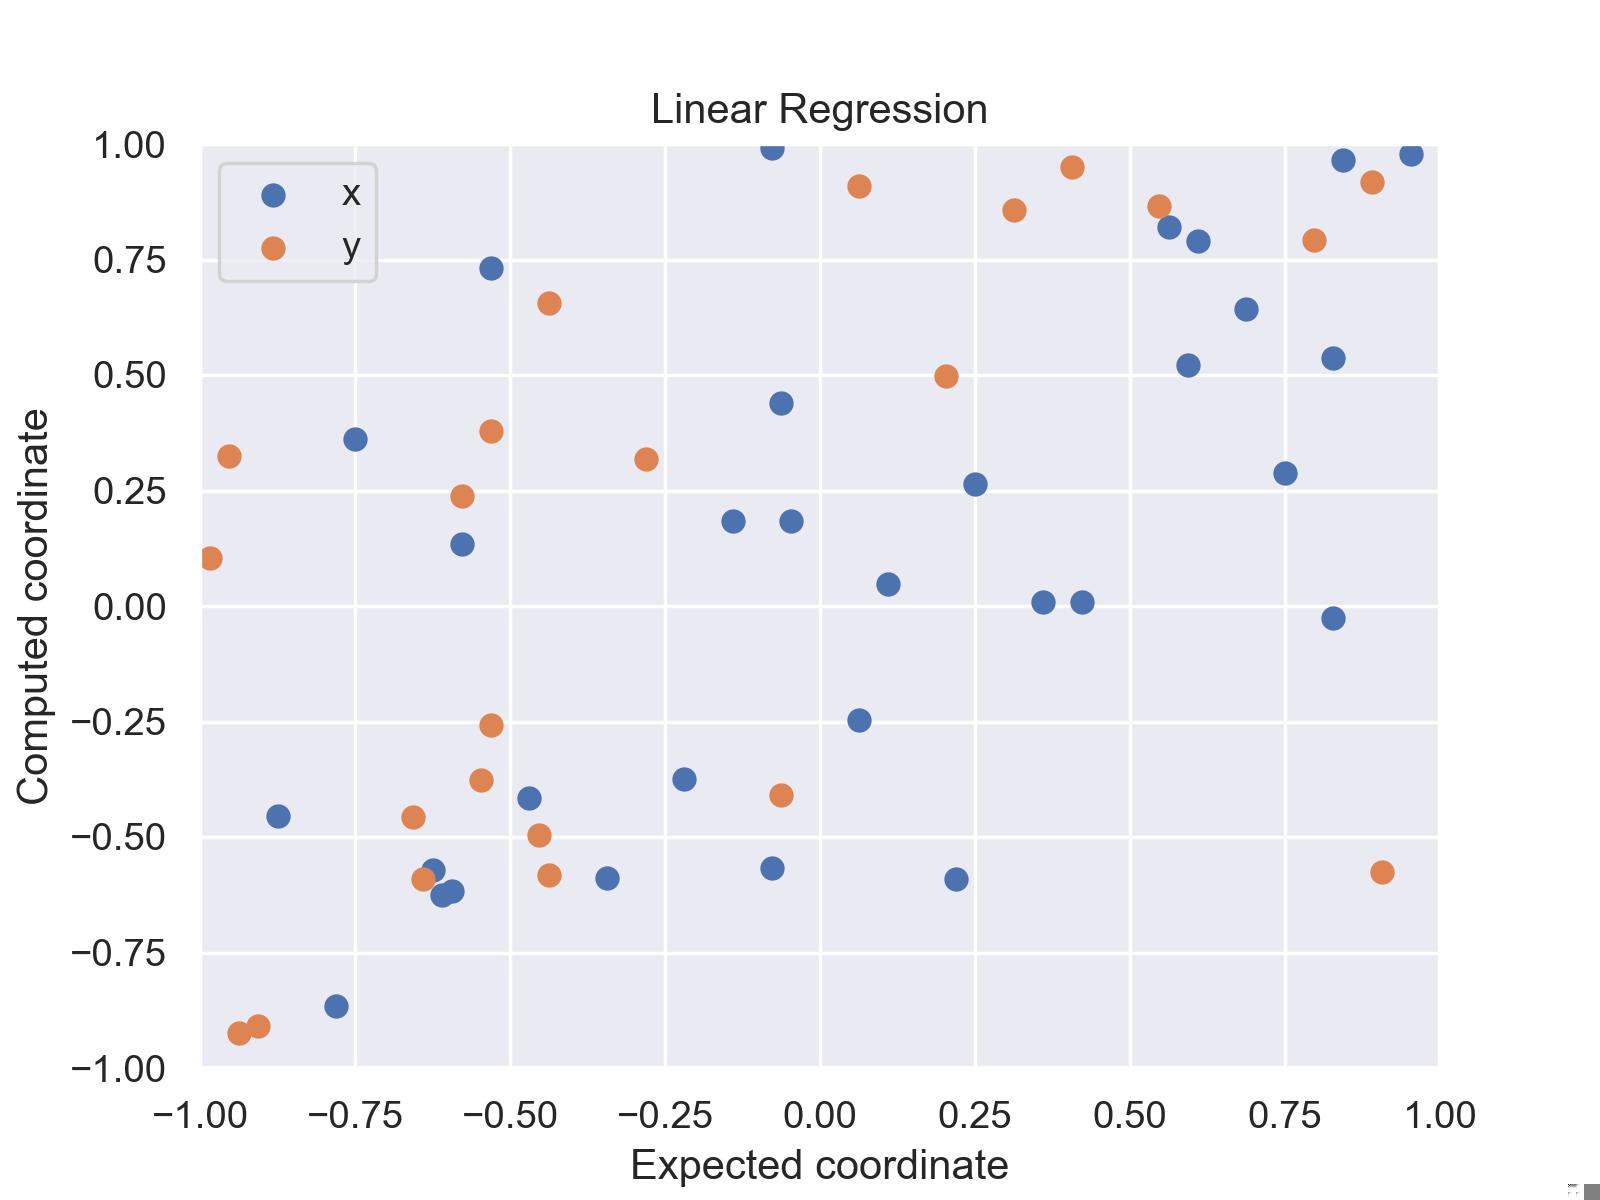 Linear Regression
x
y
1.00
0.75
0.50
0.25
0.00
−0.25
−0.50
−0.75
−1.00
Computed coordinate
−1.00 −0.75 −0.50 −0.25 0.00 0.25 0.50 0.75 1.00
Expected coordinate